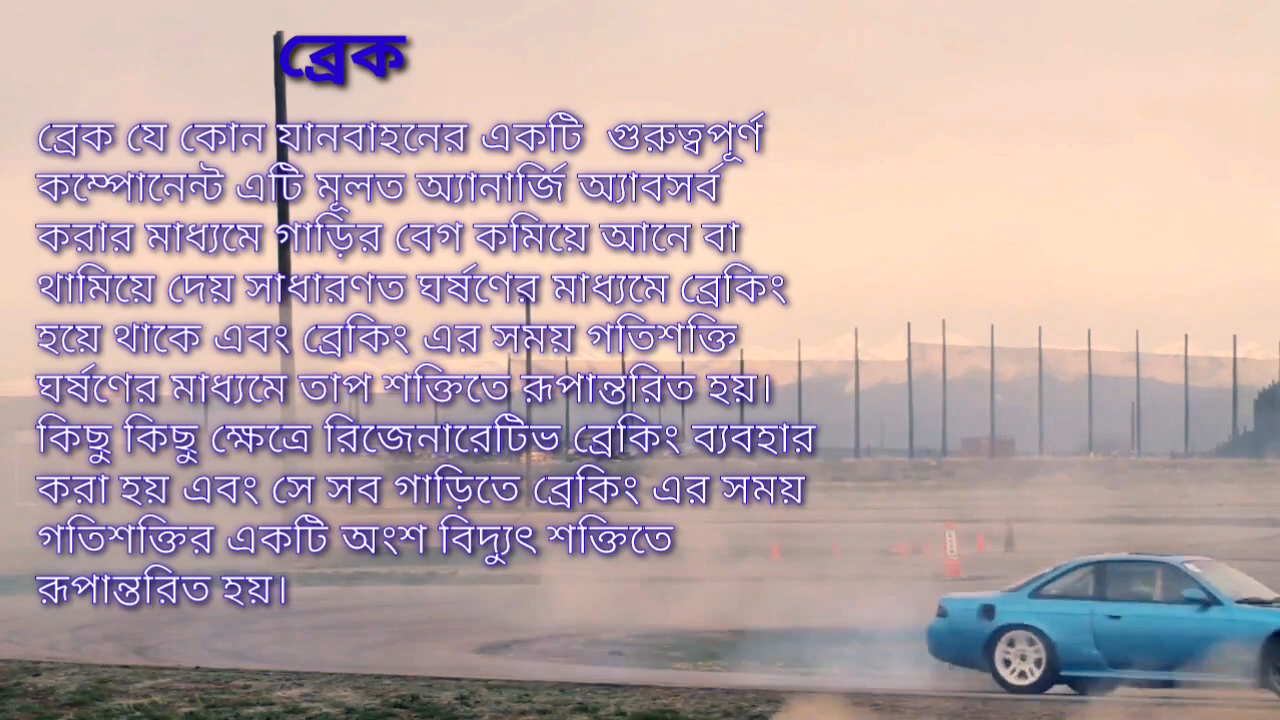 ব্রেক
ব্রেক যে কোন যানবাহনের একটি গুরুত্বপূর্ণ
কম্পোনেন্ট এটি মূলত অ্যানার্জি অ্যাবসর্ব
করার মাধ্যমে গাড়ির বেগ কমিয়ে আনে বা
থামিয়ে দেয় সাধারণত ঘর্ষণের মাধ্যমে ব্রেকিং
হয়ে থাকে এবং ব্রেকিং এর সময় গতিশক্তি
ঘর্ষণের মাধ্যমে তাপ শক্তিতে রূপান্তরিত হয়।
কিছু কিছু ক্ষেত্রে রিজেনারেটিভ ব্রেকিং ব্যবহার
করা হয় এবং সে সব গাড়িতে ব্রেকিং এর সময়
গতিশক্তির একটি অংশ বিদ্যুৎ শক্তিতে
রূপান্তরিত হয়।